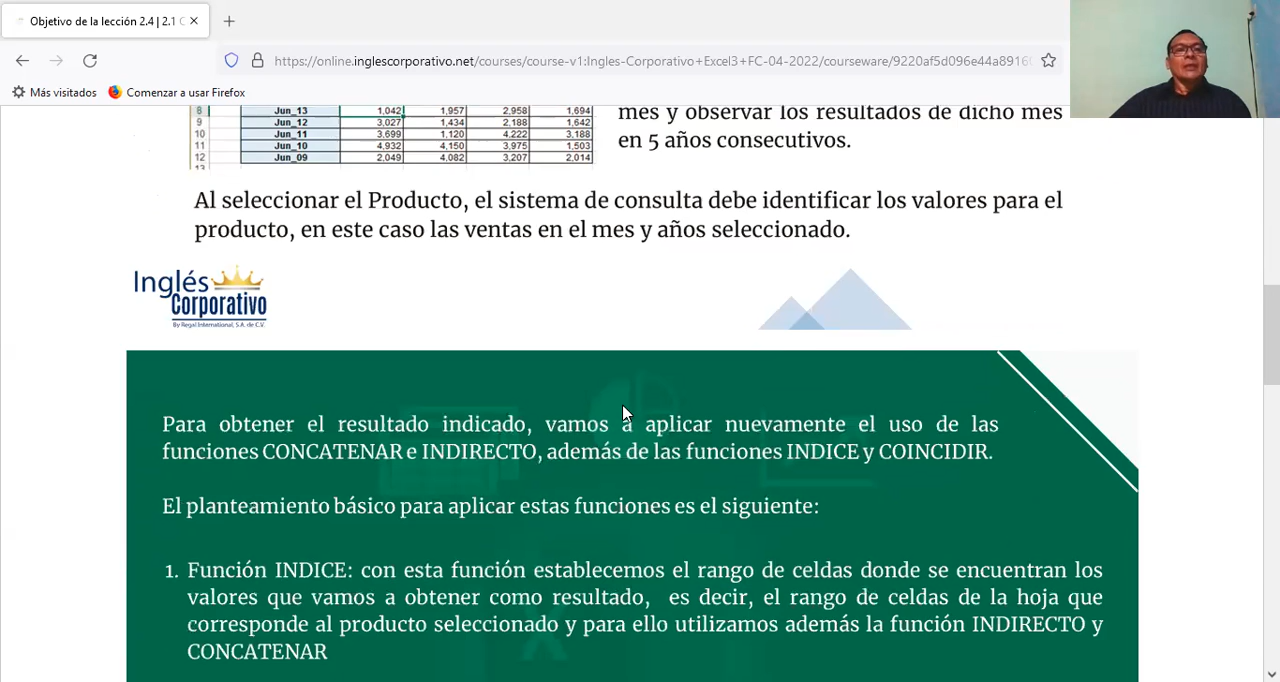 Objetivo de la lección 2.4 | 2.1 C
https://online.inglescorporativo.net/courses/course-v1:Ingles-Corporativo+Excel3+FC-04-2022/courseware/9220af5d096e44a89160
Más visitados Comenzar a usar Firefox
8 Jun_13 1,042 1,957 2,958 1,694
9 Jun_12 3,027 1,434 2,188 1,642
10 Jun_11 3,699 1,120 4,222 3,188
11 Jun_10 4,932 4,150 3,975 1,503
12 Jun_09 2,049 4,082 3,207 2,014
mes y observar los resultados de dicho mes
en 5 años consecutivos.
Al seleccionar el Producto, el sistema de consulta debe identificar los valores para el
producto, en este caso las ventas en el mes y años seleccionado.
Inglés
Corporativo
By Regal International, S.A. de C.V.
Para obtener el resultado indicado, vamos a aplicar nuevamente el uso de las
funciones CONCATENAR e INDIRECTO, además de las funciones INDICE y COINCIDIR.
El planteamiento básico para aplicar estas funciones es el siguiente:
1. Función INDICE: con esta función establecemos el rango de celdas donde se encuentran los
valores que vamos a obtener como resultado, es decir, el rango de celdas de la hoja que
corresponde al producto seleccionado y para ello utilizamos además la función INDIRECTO y
CONCATENAR